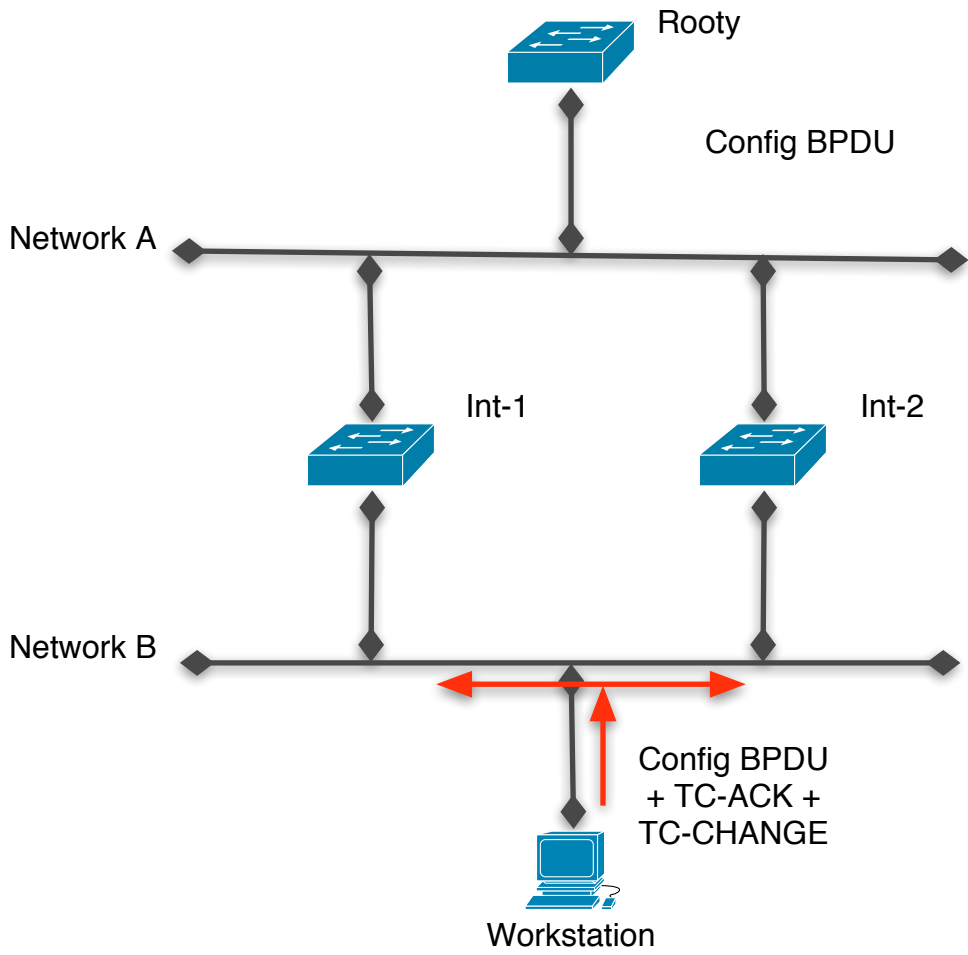 Rooty
Config BPDU
Network A
Int-1
Int-2
Network B
Config BPDU
+ TC-ACK +
TC-CHANGE
Workstation